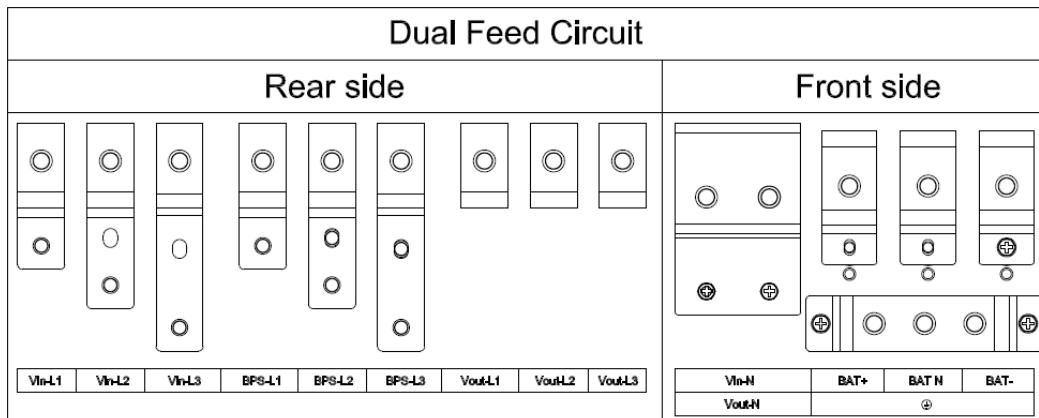 Dual Feed Circuit
Rear side
Front side
Vin-L1 Vin-L2 Vin-L3 BPS-L1 BPS-L2 BPS-L3 Vout-L1 Vout-L2 Vout-L3
Vin-N BAT+ BAT N BAT-
Vout-N ⏚